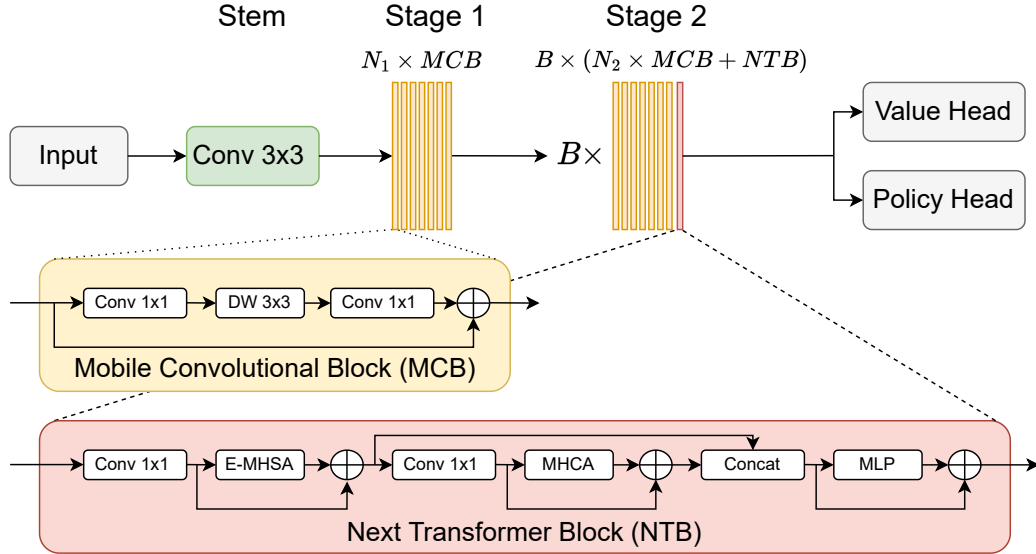 Stem
Stage 1
Stage 2
N₁ × MCB
B × (N₂ × MCB + NTB)
Input
Conv 3x3
B×
Value Head
Policy Head
Conv 1x1
DW 3x3
Conv 1x1
Mobile Convolutional Block (MCB)
Conv 1x1
E-MHSA
Conv 1x1
MHCA
Concat
MLP
Next Transformer Block (NTB)